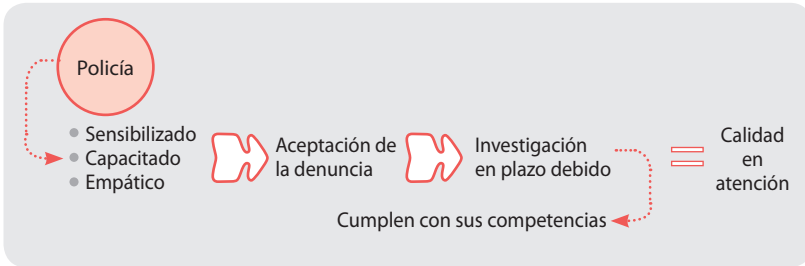 Policía
Sensibilizado
Capacitado
Empático
Aceptación de
la denuncia
Investigación
en plazo debido
Cumplen con sus competencias
Calidad
en
atención